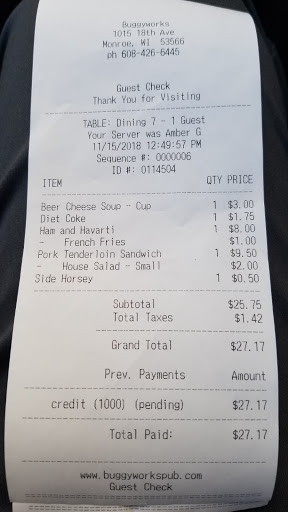 Buggyworks
1015 18th Ave
Monroe, WI 53566
ph 608-426-6445
Guest Check
Thank You for Visiting
TABLE: Dining 7 - 1 Guest
Your Server was Amber G
11/15/2018 12:49:57 PM
Sequence #: 0000006
ID #: 0114504
ITEM QTY PRICE
Beer Cheese Soup - Cup 1 $3.00
Diet Coke 1 $1.75
Ham and Havarti 1 $8.00
- French Fries $1.00
Pork Tenderloin Sandwich 1 $9.50
- House Salad - Small $2.00
Side Horsey 1 $0.50
Subtotal $25.75
Total Taxes $1.42
Grand Total $27.17
Prev. Payments Amount
credit (1000) (pending) $27.17
Total Paid: $27.17
www.buggyworkspub.com
Guest Check